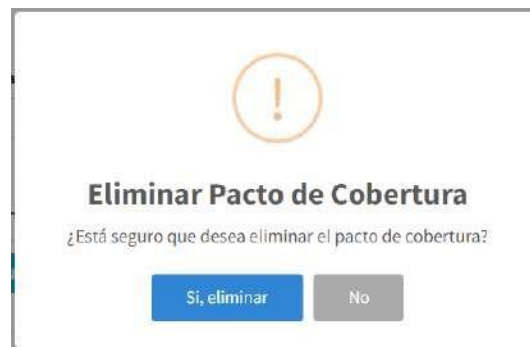 !
Eliminar Pacto de Cobertura
¿Está seguro que desea eliminar el pacto de cobertura?
Si, eliminar No